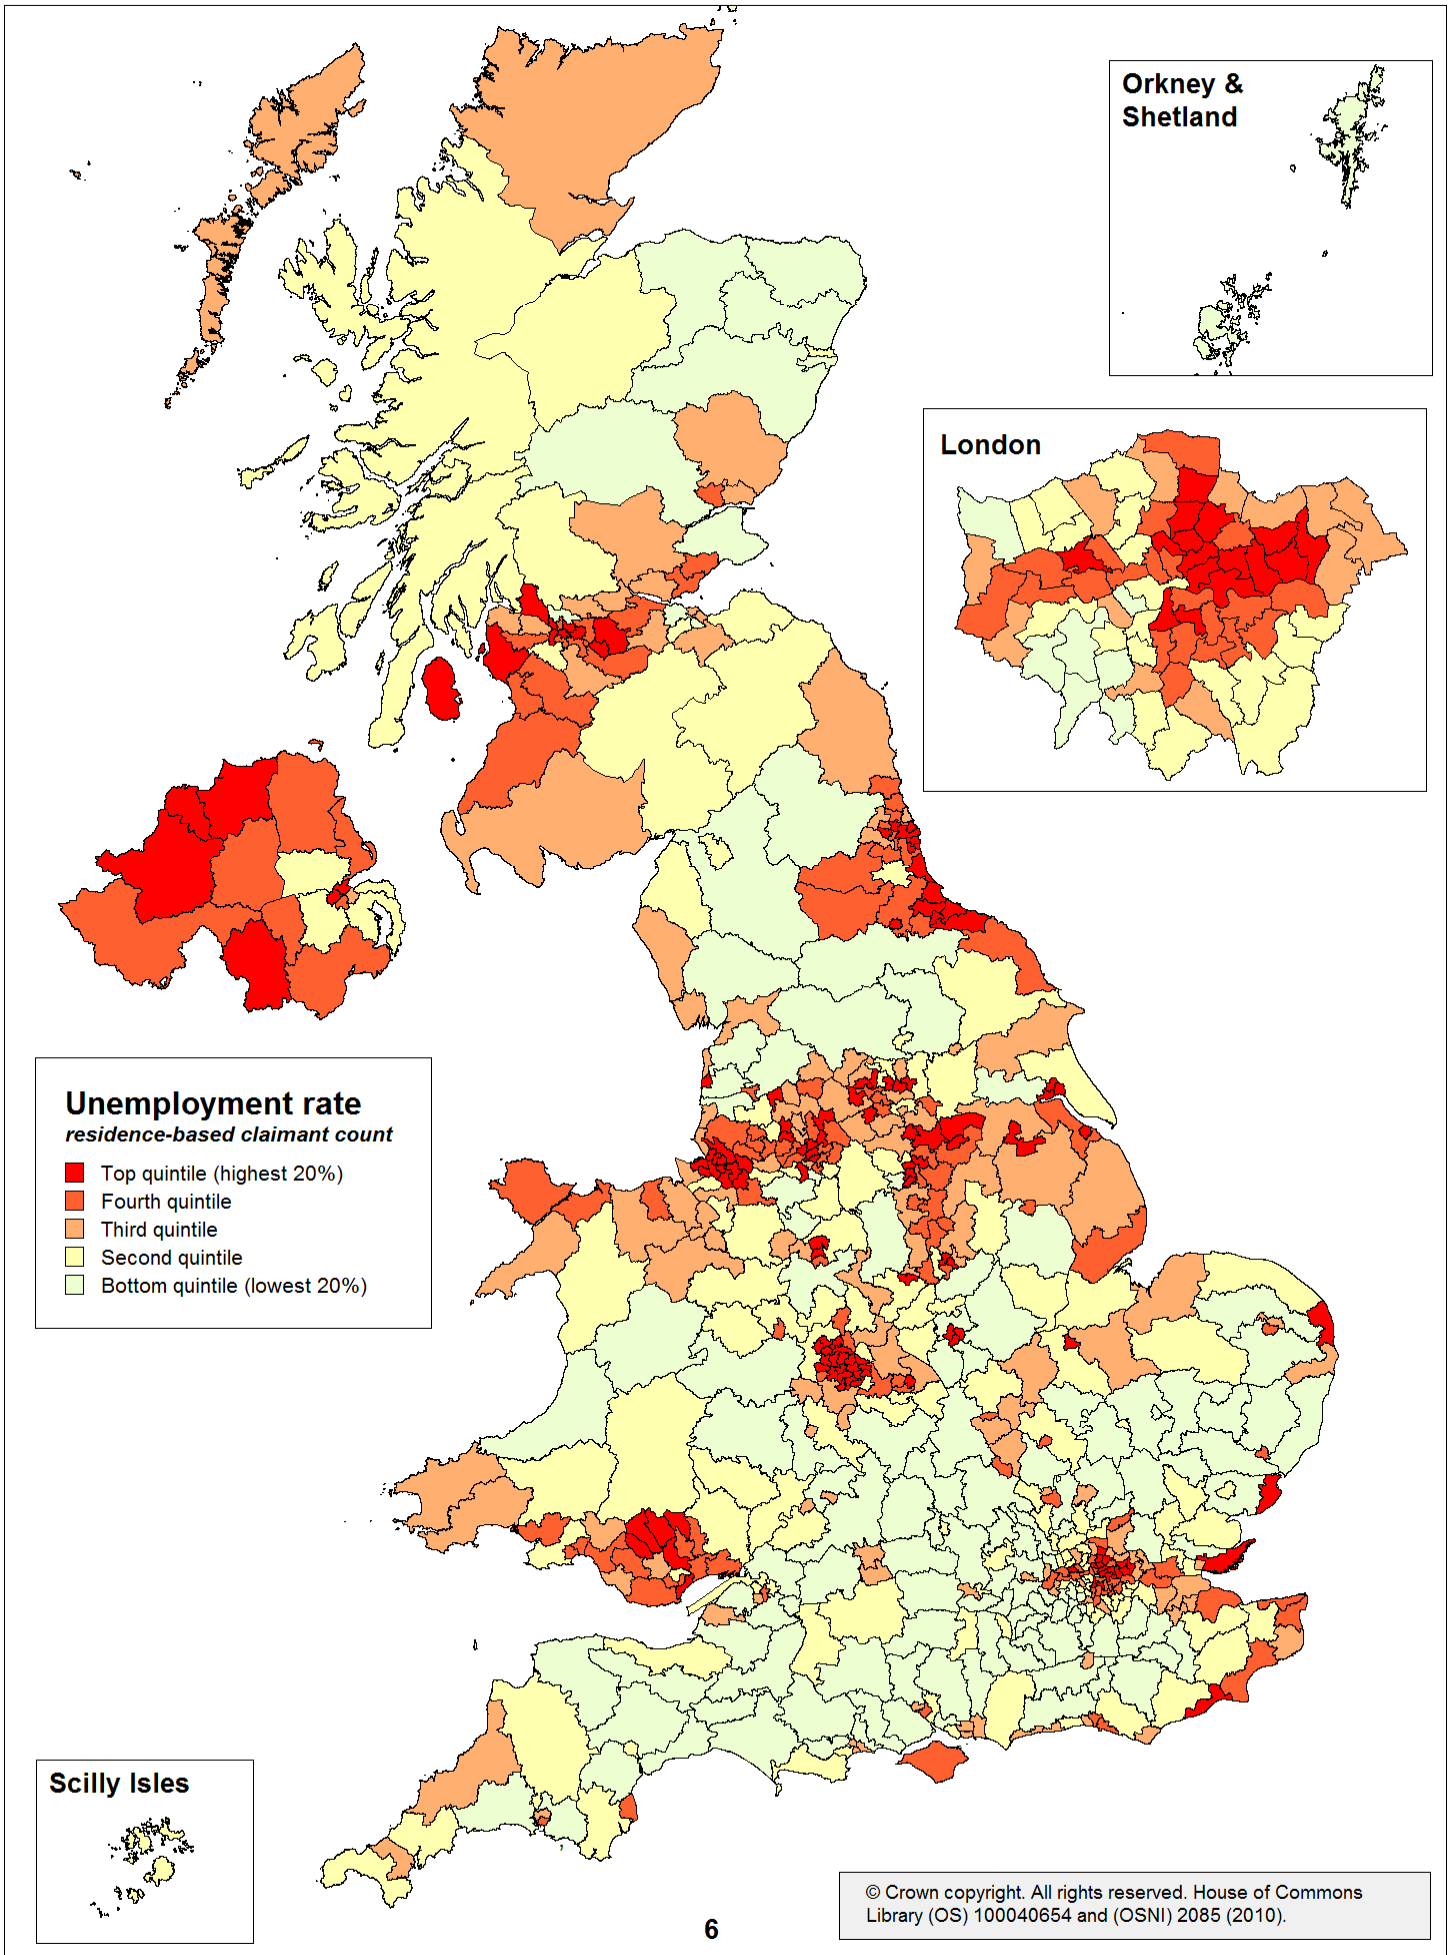 Orkney &
Shetland
London
Unemployment rate
residence-based claimant count
Top quintile (highest 20%)
Fourth quintile
Third quintile
Second quintile
Bottom quintile (lowest 20%)
Scilly Isles
© Crown copyright. All rights reserved. House of Commons
Library (OS) 100040654 and (OSNI) 2085 (2010).
6